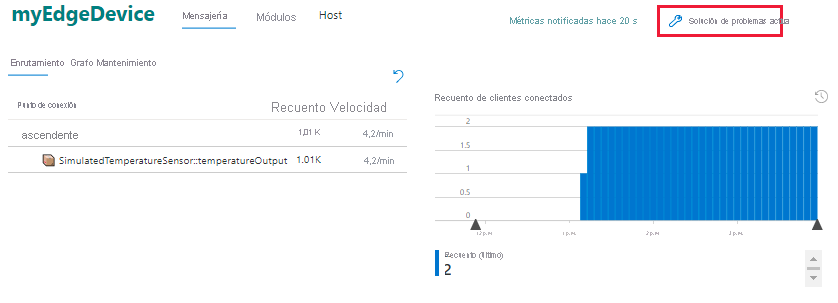 myEdgeDevice
Mensajería
Módulos
Host
Métricas notificadas hace 20 s
Solución de problemas
Enrutamiento
Grafo Mantenimiento
Punto de conexión
Recuento Velocidad
ascendente
1,01 K
4,2/min
SimulatedTemperatureSensor::temperatureOutput
1.01K
4,2/min
Recuento de clientes conectados
2
1.5
1
0.5
0
1 p. m.
2 p. m.
3 p. m.
Recuento (último)
2